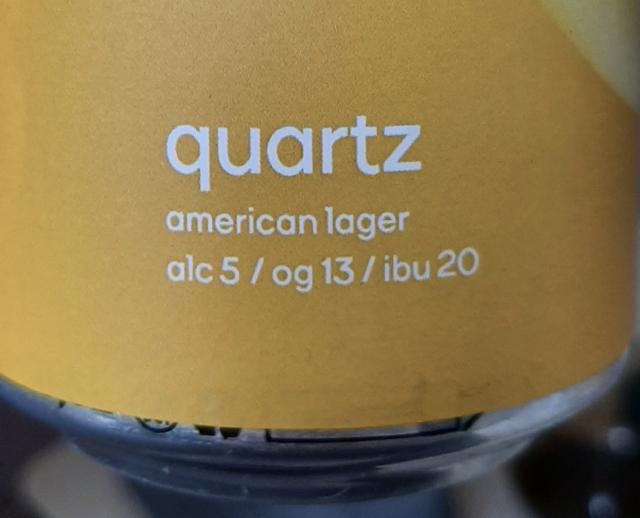 quartz
american lager
alc 5 / og 13 / ibu 20